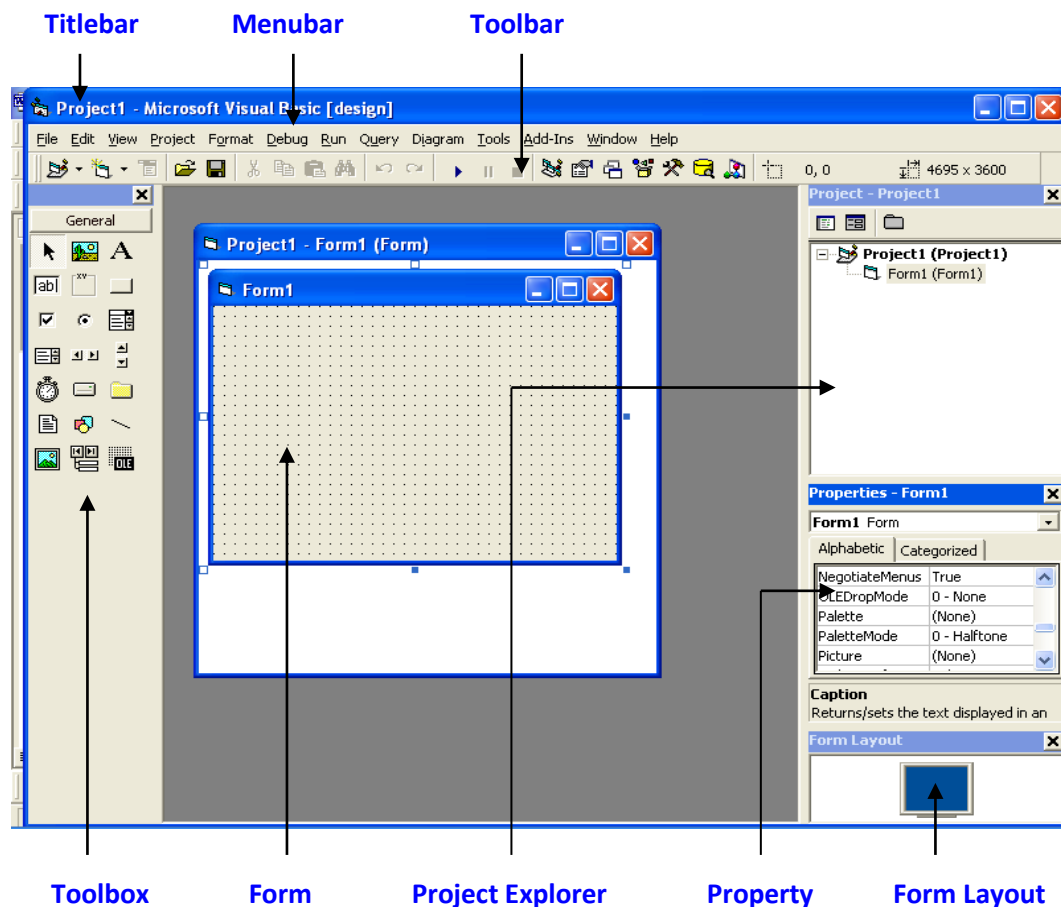 Titlebar Menubar Toolbar
Project1 - Microsoft Visual Basic [design]
File Edit View Project Format Debug Run Query Diagram Tools Add-Ins Window Help
0, 0 4695 x 3600
General
A
ab|
XY
OLE
Project1 - Form1 (Form)
Form1
Project - Project1
Project1 (Project1)
Form1 (Form1)
Properties - Form1
Form1 Form
Alphabetic Categorized
NegotiateMenus True
OLEDropMode 0 - None
Palette (None)
PaletteMode 0 - Halftone
Picture (None)
Caption
Returns/sets the text displayed in an
Form Layout
Toolbox Form Project Explorer Property Form Layout